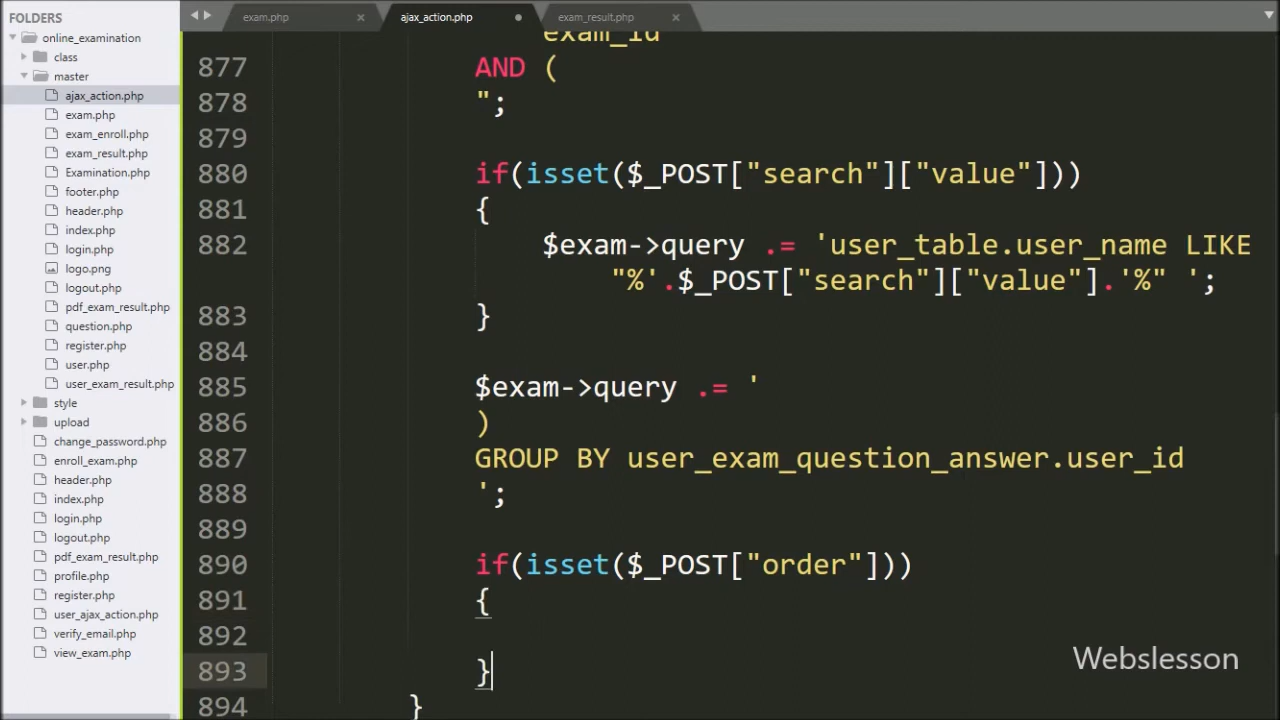 FOLDERS
online_examination
class
master
ajax_action.php
exam.php
exam_enroll.php
exam_result.php
Examination.php
footer.php
header.php
index.php
login.php
logo.png
logout.php
pdf_exam_result.php
question.php
register.php
user.php
user_exam_result.php
style
upload
change_password.php
enroll_exam.php
header.php
index.php
login.php
logout.php
pdf_exam_result.php
profile.php
register.php
user_ajax_action.php
verify_email.php
view_exam.php
exam.php
ajax_action.php
exam_result.php
exam_id
877 AND (
878 ";
879
880 if(isset($_POST["search"]["value"]))
881 {
882 $exam->query .= 'user_table.user_name LIKE
"%'.$_POST["search"]["value"].'%" ';
883 }
884
885 $exam->query .= '
886 )
887 GROUP BY user_exam_question_answer.user_id
888 ';
889
890 if(isset($_POST["order"]))
891 {
892
893 }
894 }
Webslesson